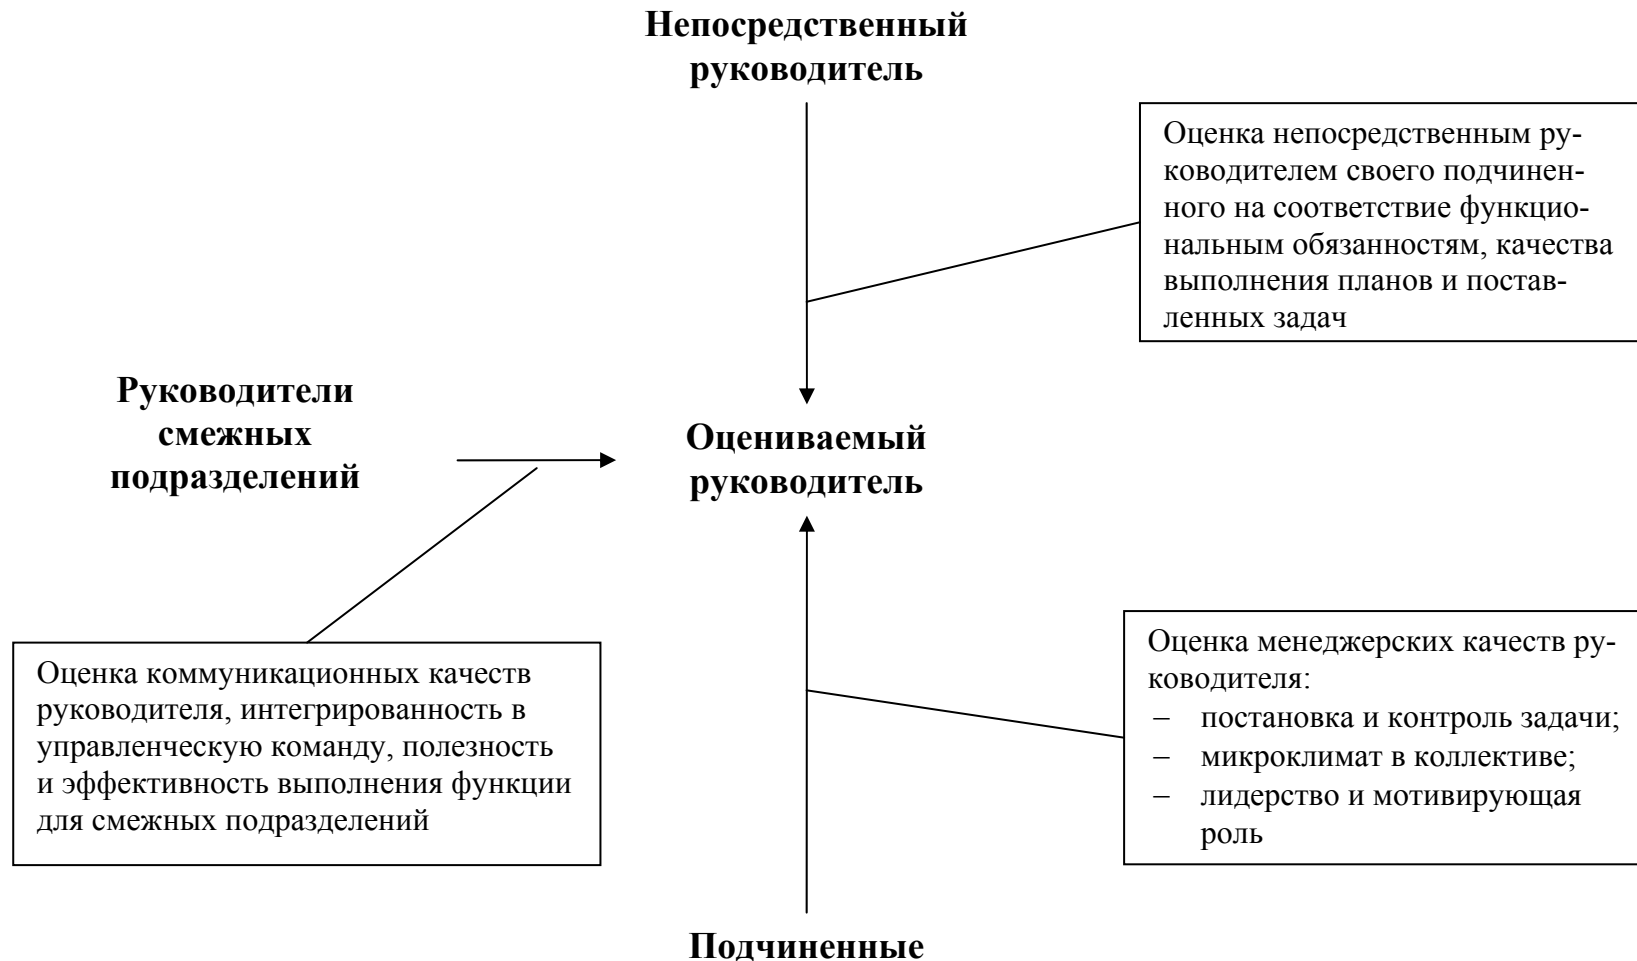 Непосредственный
руководитель
Оценка непосредственным ру-
ководителем своего подчинен-
ного на соответствие функцио-
нальным обязанностям, качества
выполнения планов и постав-
ленных задач
Руководители
смежных
подразделений
Оцениваемый
руководитель
Оценка коммуникационных качеств
руководителя, интегрированность в
управленческую команду, полезность
и эффективность выполнения функции
для смежных подразделений
Оценка менеджерских качеств ру-
ководителя:
– постановка и контроль задачи;
– микроклимат в коллективе;
– лидерство и мотивирующая
роль
Подчиненные